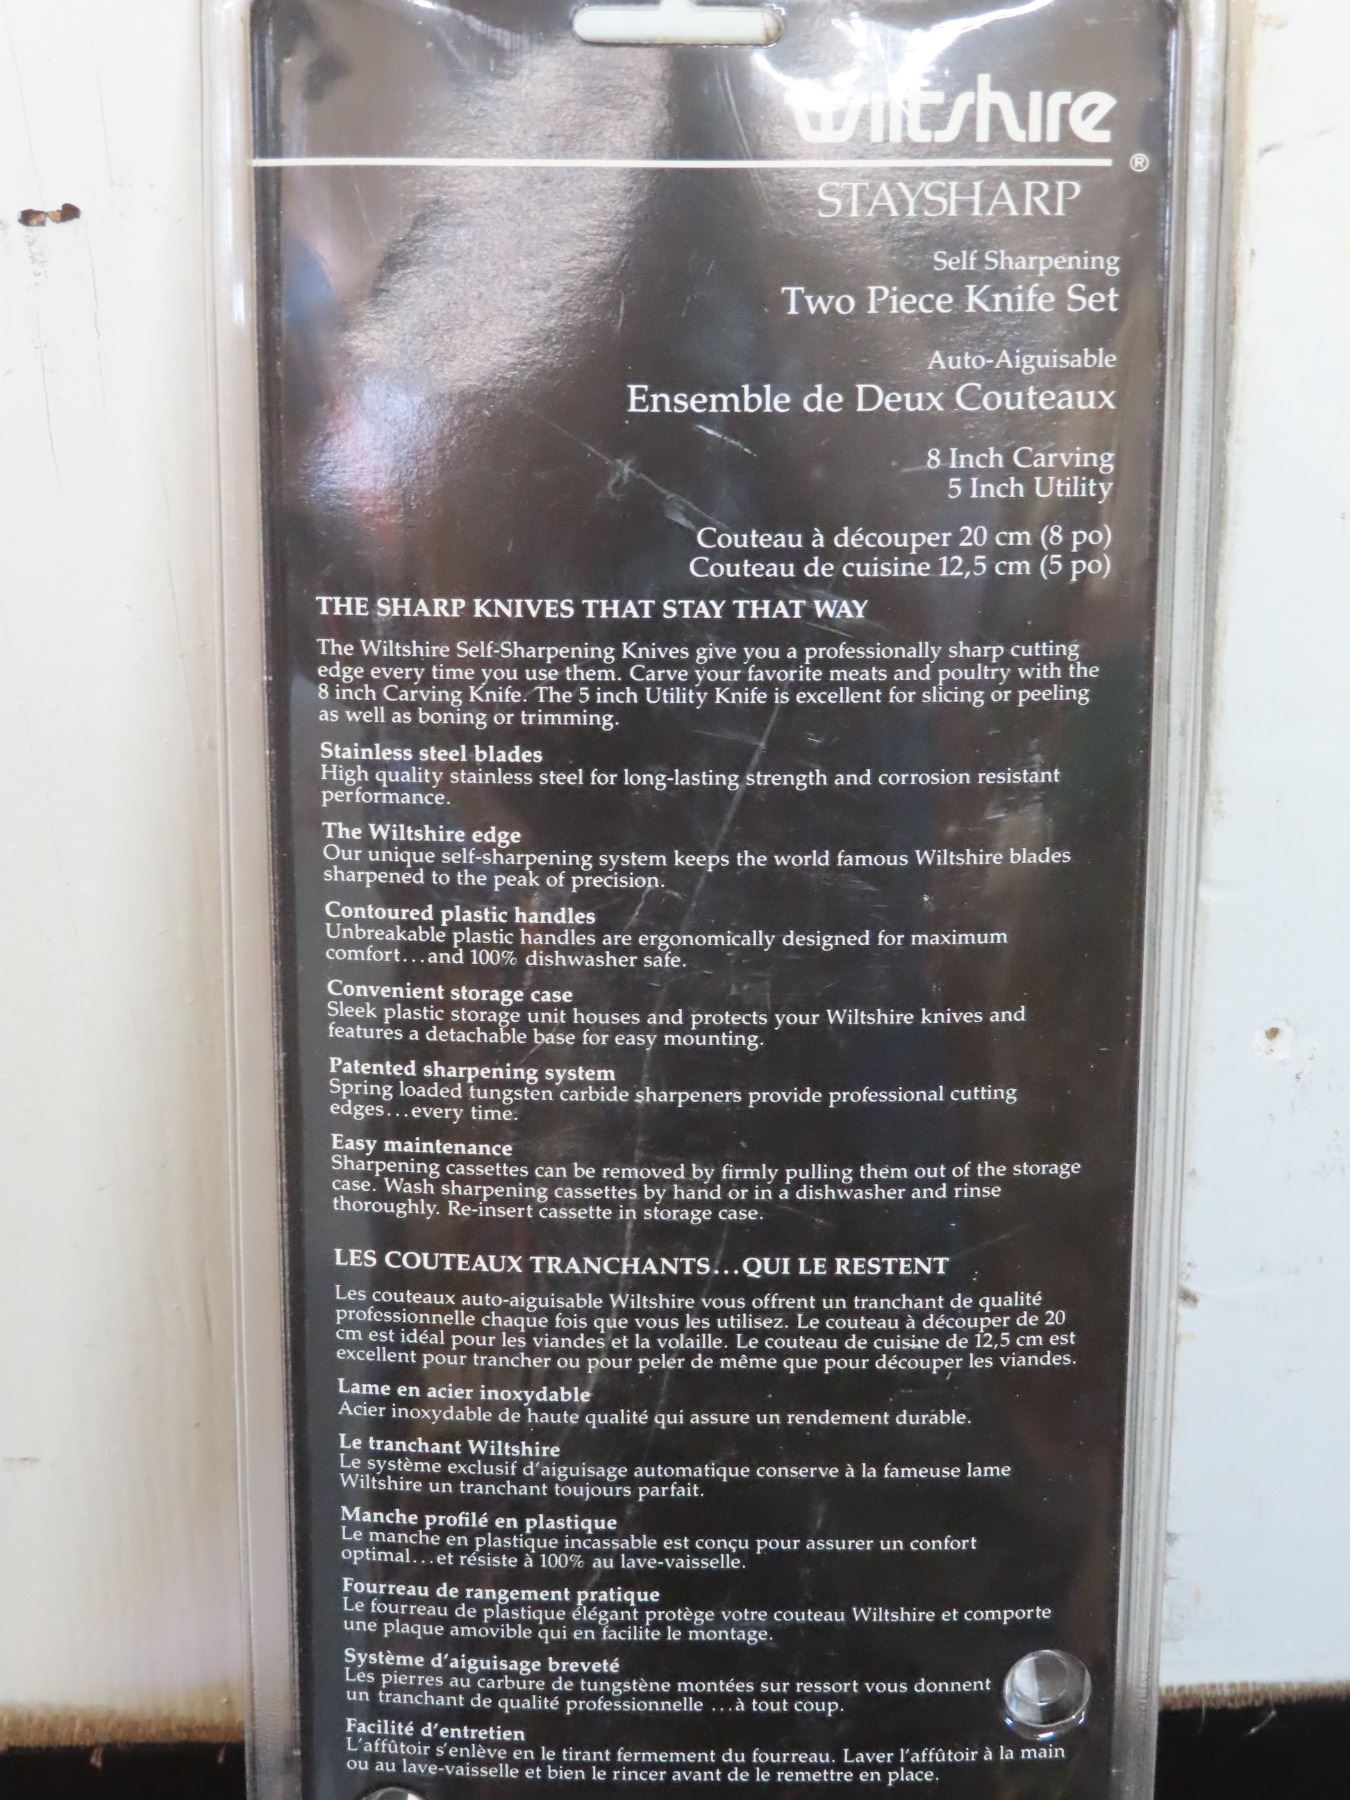 wiltshire
®
STAYSHARP
Self Sharpening
Two Piece Knife Set
Auto-Aiguisable
Ensemble de Deux Couteaux
8 Inch Carving
5 Inch Utility
Couteau à découper 20 cm (8 po)
Couteau de cuisine 12,5 cm (5 po)
THE SHARP KNIVES THAT STAY THAT WAY
The Wiltshire Self-Sharpening Knives give you a professionally sharp cutting
edge every time you use them. Carve your favorite meats and poultry with the
8 inch Carving Knife. The 5 inch Utility Knife is excellent for slicing or peeling
as well as boning or trimming.
Stainless steel blades
High quality stainless steel for long-lasting strength and corrosion resistant
performance.
The Wiltshire edge
Our unique self-sharpening system keeps the world famous Wiltshire blades
sharpened to the peak of precision.
Contoured plastic handles
Unbreakable plastic handles are ergonomically designed for maximum
comfort...and 100% dishwasher safe.
Convenient storage case
Sleek plastic storage unit houses and protects your Wiltshire knives and
features a detachable base for easy mounting.
Patented sharpening system
Spring loaded tungsten carbide sharpeners provide professional cutting
edges...every time.
Easy maintenance
Sharpening cassettes can be removed by firmly pulling them out of the storage
case. Wash sharpening cassettes by hand or in a dishwasher and rinse
thoroughly. Re-insert cassette in storage case.
LES COUTEAUX TRANCHANTS...QUI LE RESTENT
Les couteaux auto-aiguisable Wiltshire vous offrent un tranchant de qualité
professionnelle chaque fois que vous les utilisez. Le couteau à découper de 20
cm est idéal pour les viandes et la volaille. Le couteau de cuisine de 12,5 cm est
excellent pour trancher ou pour peler de même que pour découper les viandes.
Lame en acier inoxydable
Acier inoxydable de haute qualité qui assure un rendement durable.
Le tranchant Wiltshire
Le système exclusif d'aiguisage automatique conserve à la fameuse lame
Wiltshire un tranchant toujours parfait.
Manche profilé en plastique
Le manche en plastique incassable est conçu pour assurer un confort
optimal...et résiste à 100% au lave-vaisselle.
Fourreau de rangement pratique
Le fourreau de plastique élégant protège votre couteau Wiltshire et comporte
une plaque amovible qui en facilite le montage.
Système d'aiguisage breveté
Les pierres au carbure de tungstène montées sur ressort vous donnent
un tranchant de qualité professionnelle ...à tout coup.
Facilité d'entretien
L'affûtoir s'enlève en le tirant fermement du fourreau. Laver l'affûtoir à la main
ou au lave-vaisselle et bien le rincer avant de le remettre en place.